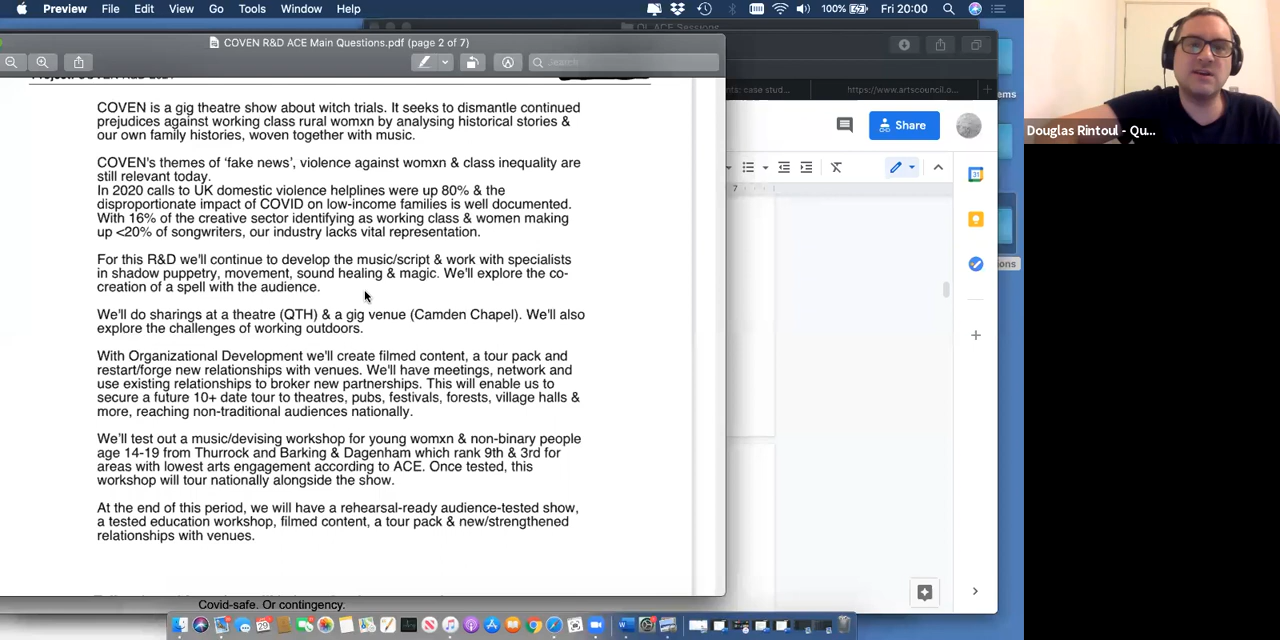 Preview File Edit View Go Tools Window Help 100% Fri 20:00
COVEN R&D ACE Main Questions.pdf (page 2 of 7)
Search
COVEN is a gig theatre show about witch trials. It seeks to dismantle continued
prejudices against working class rural womxn by analysing historical stories &
our own family histories, woven together with music.
COVEN's themes of 'fake news', violence against womxn & class inequality are
still relevant today.
In 2020 calls to UK domestic violence helplines were up 80% & the
disproportionate impact of COVID on low-income families is well documented.
With 16% of the creative sector identifying as working class & women making
up <20% of songwriters, our industry lacks vital representation.
For this R&D we'll continue to develop the music/script & work with specialists
in shadow puppetry, movement, sound healing & magic. We'll explore the co-
creation of a spell with the audience.
We'll do sharings at a theatre (QTH) & a gig venue (Camden Chapel). We'll also
explore the challenges of working outdoors.
With Organizational Development we'll create filmed content, a tour pack and
restart/forge new relationships with venues. We'll have meetings, network and
use existing relationships to broker new partnerships. This will enable us to
secure a future 10+ date tour to theatres, pubs, festivals, forests, village halls &
more, reaching non-traditional audiences nationally.
We'll test out a music/devising workshop for young womxn & non-binary people
age 14-19 from Thurrock and Barking & Dagenham which rank 9th & 3rd for
areas with lowest arts engagement according to ACE. Once tested, this
workshop will tour nationally alongside the show.
At the end of this period, we will have a rehearsal-ready audience-tested show,
a tested education workshop, filmed content, a tour pack & new/strengthened
relationships with venues.
Covid-safe. Or contingency.
ents: case stud...
https://www.artscouncil.o...
Share
7
Douglas Rintoul - Qu...